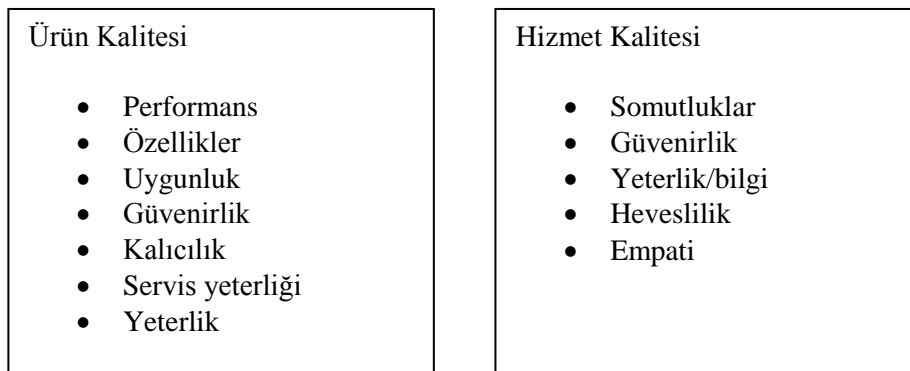 Ürün Kalitesi
• Performans
• Özellikler
• Uygunluk
• Güvenirlik
• Kalıcılık
• Servis yeterliği
• Yeterlik
Hizmet Kalitesi
• Somutluklar
• Güvenirlik
• Yeterlik/bilgi
• Heveslilik
• Empati